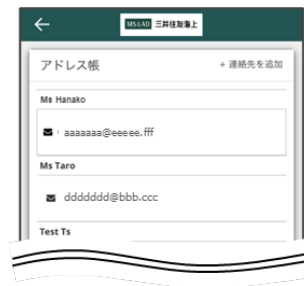 MS&AD 三井住友海上
アドレス帳 + 連絡先を追加
Ms Hanako
aaaaaaa@eeeee.fff
Ms Taro
ddddddd@bbb.ccc
Test Ts